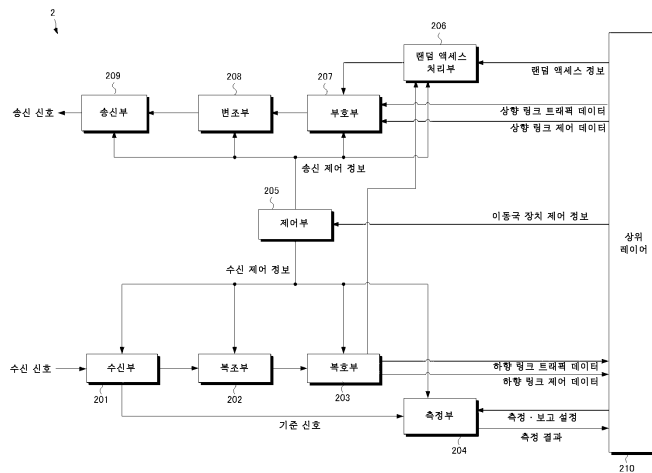 2
206
랜덤 액세스
처리부
랜덤 액세스 정보
209
208
207
송신 신호
송신부
변조부
부호부
상향 링크 트래픽 데이터
상향 링크 제어 데이터
송신 제어 정보
205
제어부
이동국 장치 제어 정보
상위
레이어
수신 제어 정보
수신 신호
수신부
복조부
복호부
하향 링크 트래픽 데이터
하향 링크 제어 데이터
201
202
203
기준 신호
측정부
측정 · 보고 설정
측정 결과
204
210